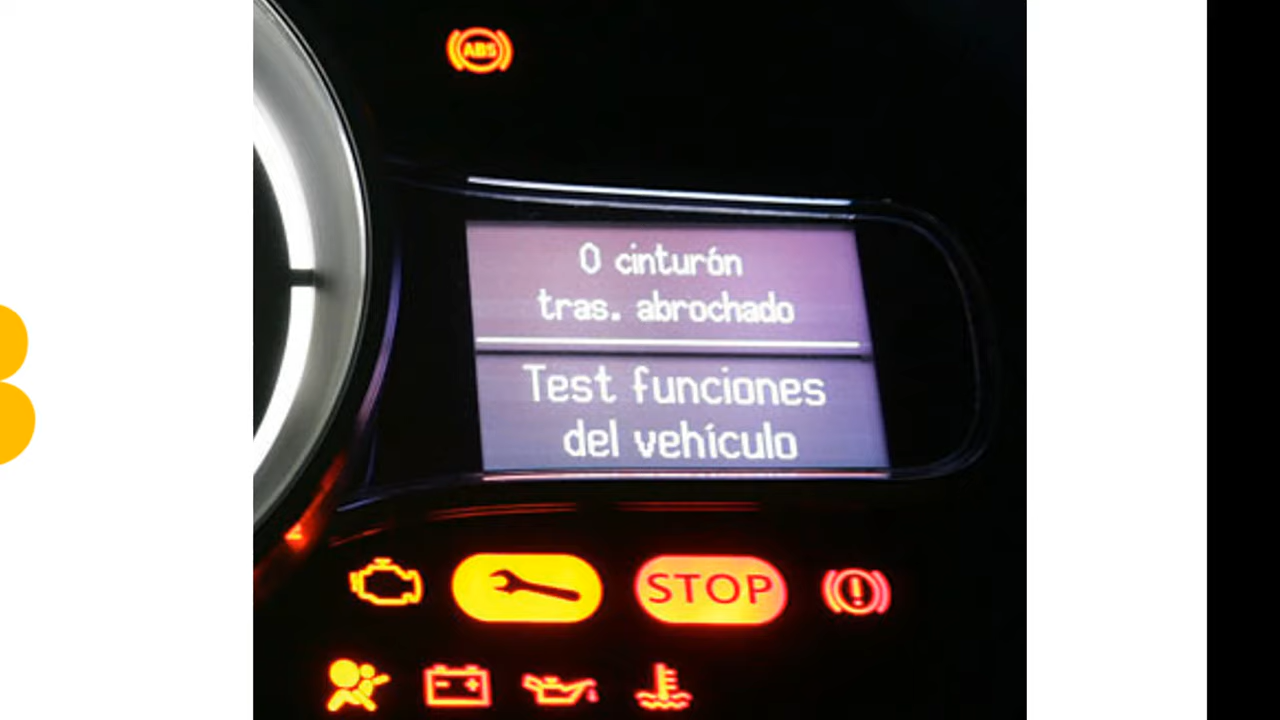 ABS
0 cinturón
tras. abrochado
Test funciones
del vehículo
STOP